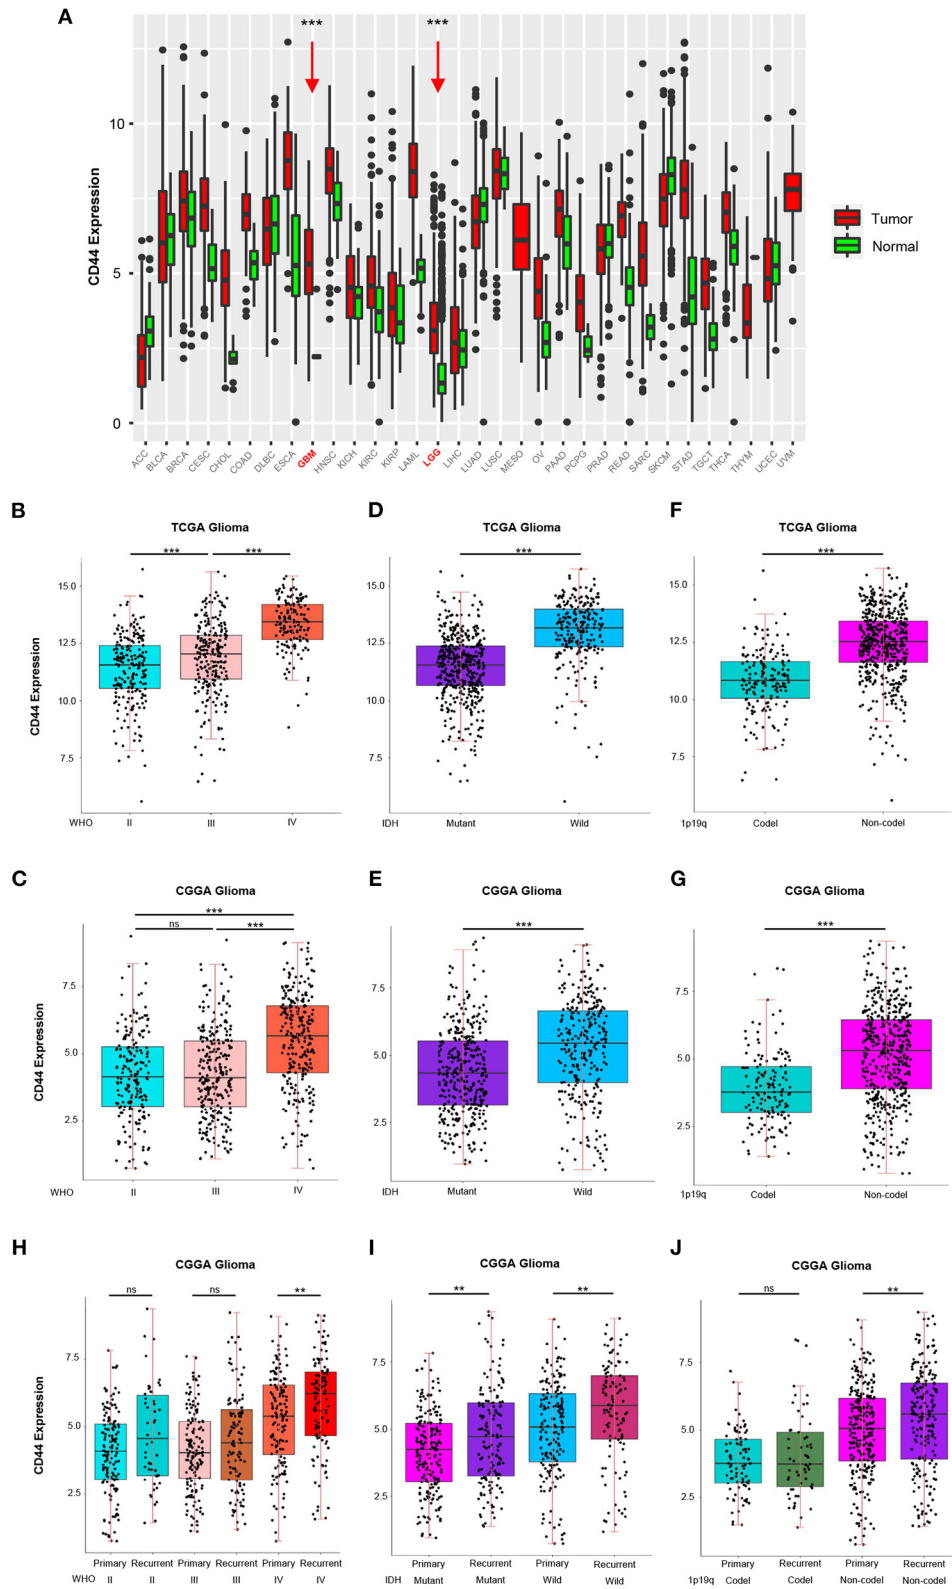 A
***
***
CD44 Expression
10
5
0
Tumor
Normal
ACC
BLCA
BRCA
CESC
CHOL
COAD
DLBC
ESCA
GBM
HNSC
KICH
KIRC
KIRP
LAML
LGG
LIHC
LUAD
LUSC
MESO
OV
PAAD
PCPG
PRAD
READ
SARC
SKCM
STAD
TGCT
THCA
THYM
UCEC
UVM
B
TCGA Glioma
***
***
CD44 Expression
15.0
12.5
10.0
7.5
WHO
II
III
IV
D
TCGA Glioma
***
15.0
12.5
10.0
7.5
IDH
Mutant
Wild
F
TCGA Glioma
***
15.0
12.5
10.0
7.5
1p19q
Codel
Non-codel
C
CGGA Glioma
***
ns
***
CD44 Expression
7.5
5.0
2.5
WHO
II
III
IV
E
CGGA Glioma
***
7.5
5.0
2.5
IDH
Mutant
Wild
G
CGGA Glioma
***
7.5
5.0
2.5
1p19q
Codel
Non-codel
H
CGGA Glioma
ns
ns
**
CD44 Expression
7.5
5.0
2.5
Primary Recurrent Primary Recurrent Primary Recurrent
WHO II II III III IV IV
I
CGGA Glioma
**
**
7.5
5.0
2.5
Primary Recurrent Primary Recurrent
IDH Mutant Mutant Wild Wild
J
CGGA Glioma
ns
**
7.5
5.0
2.5
Primary Recurrent Primary Recurrent
1p19q Codel Codel Non-codel Non-codel